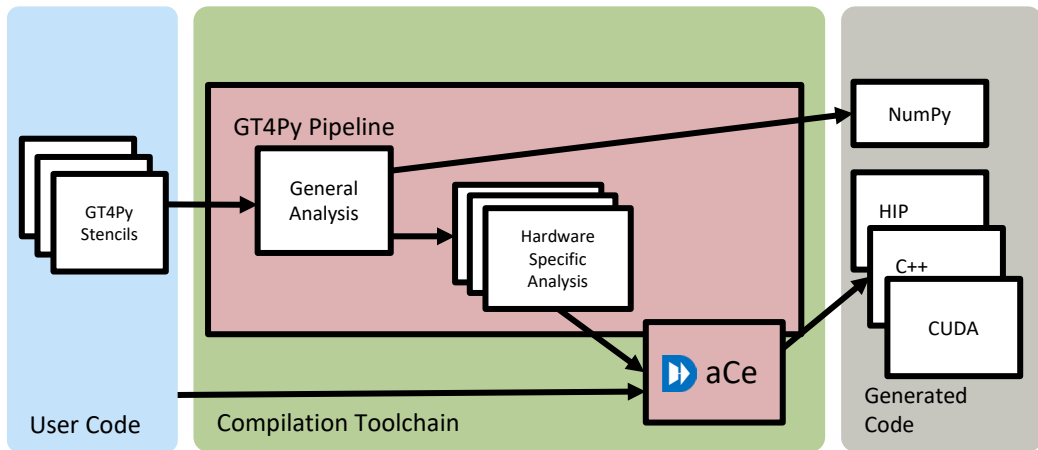 GT4Py
Stencils
User Code
GT4Py Pipeline
General
Analysis
Hardware
Specific
Analysis
aCe
Compilation Toolchain
NumPy
HIP
C++
CUDA
Generated
Code